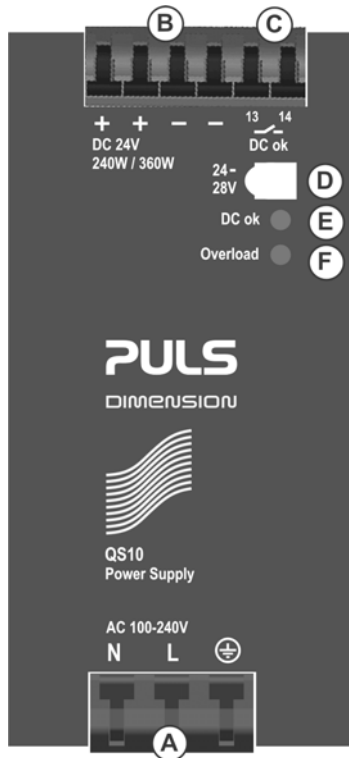 B C
+ + – – 13 14
DC 24V DC ok
240W / 360W
24-
28V D
DC ok E
Overload F
PULS
DIMENSION
QS10
Power Supply
AC 100-240V
N L
A